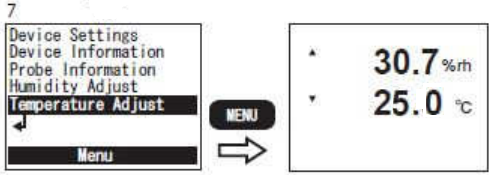 7
Device Settings
Device Information
Probe Information
Humidity Adjust
Temperature Adjust
Menu
MENU
30.7 %rh
25.0 ℃